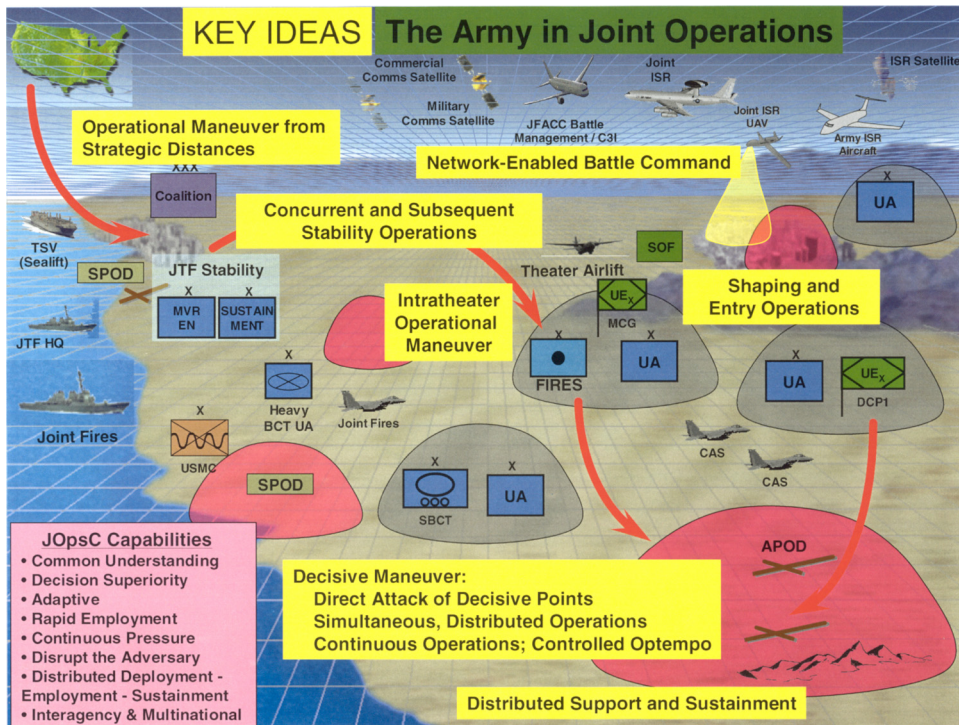 KEY IDEAS
The Army in Joint Operations
Commercial
Comms Satellite
Military
Comms Satellite
JFACC Battle
Management / C3I
Joint
ISR
Joint ISR
UAV
ISR Satellite
Army ISR
Aircraft
Operational Maneuver from
Strategic Distances
Network-Enabled Battle Command
XXX
Coalition
X
UA
Concurrent and Subsequent
Stability Operations
TSV
(Sealift)
SPOD
JTF Stability
X
MVR
EN
X
SUSTAIN
MENT
Theater Airlift
SOF
Shaping and
Entry Operations
JTF HQ
Intratheater
Operational
Maneuver
UEX
MCG
X
FIRES
X
UA
X
UA
UEX
DCP1
Joint Fires
X
Heavy
BCT UA
Joint Fires
X
USMC
SPOD
X
SBCT
X
UA
CAS
CAS
JOpsC Capabilities
• Common Understanding
• Decision Superiority
• Adaptive
• Rapid Employment
• Continuous Pressure
• Disrupt the Adversary
• Distributed Deployment -
Employment - Sustainment
• Interagency & Multinational
Decisive Maneuver:
Direct Attack of Decisive Points
Simultaneous, Distributed Operations
Continuous Operations; Controlled Optempo
APOD
Distributed Support and Sustainment